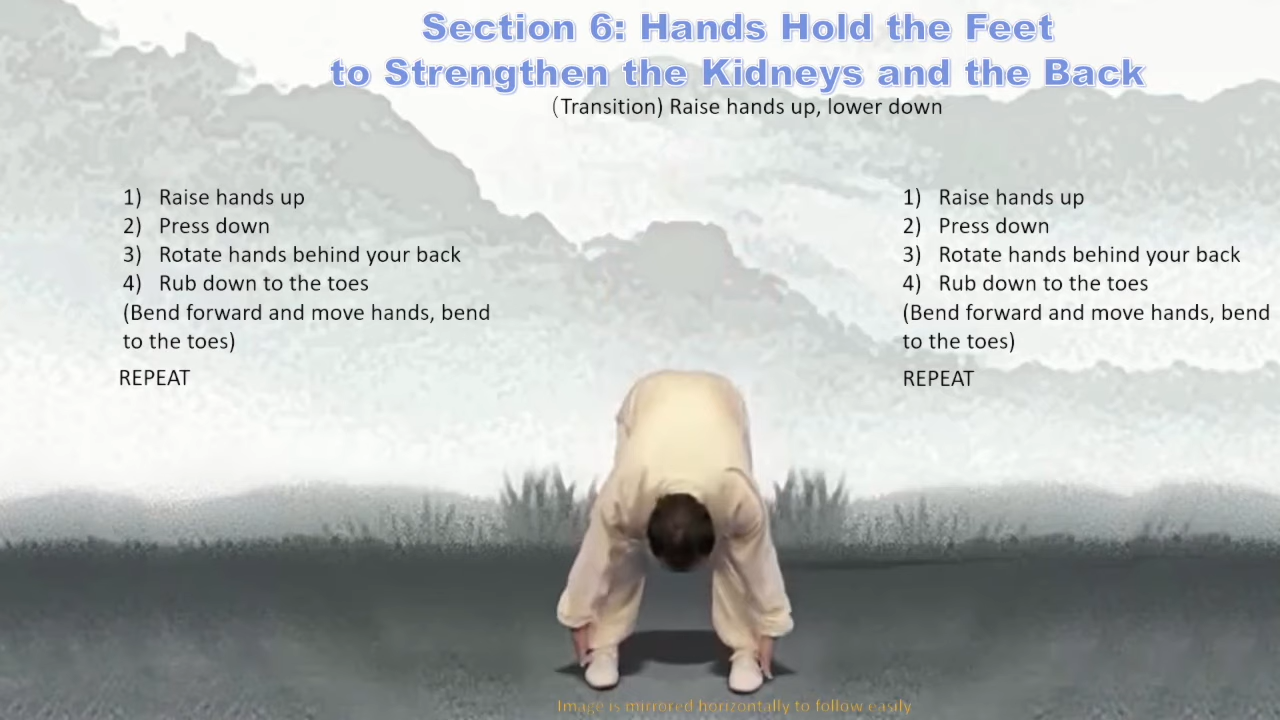 Section 6: Hands Hold the Feet
to Strengthen the Kidneys and the Back
(Transition) Raise hands up, lower down
1) Raise hands up
2) Press down
3) Rotate hands behind your back
4) Rub down to the toes
(Bend forward and move hands, bend
to the toes)
REPEAT
1) Raise hands up
2) Press down
3) Rotate hands behind your back
4) Rub down to the toes
(Bend forward and move hands, bend
to the toes)
REPEAT
Image is mirrored horizontally to follow easily